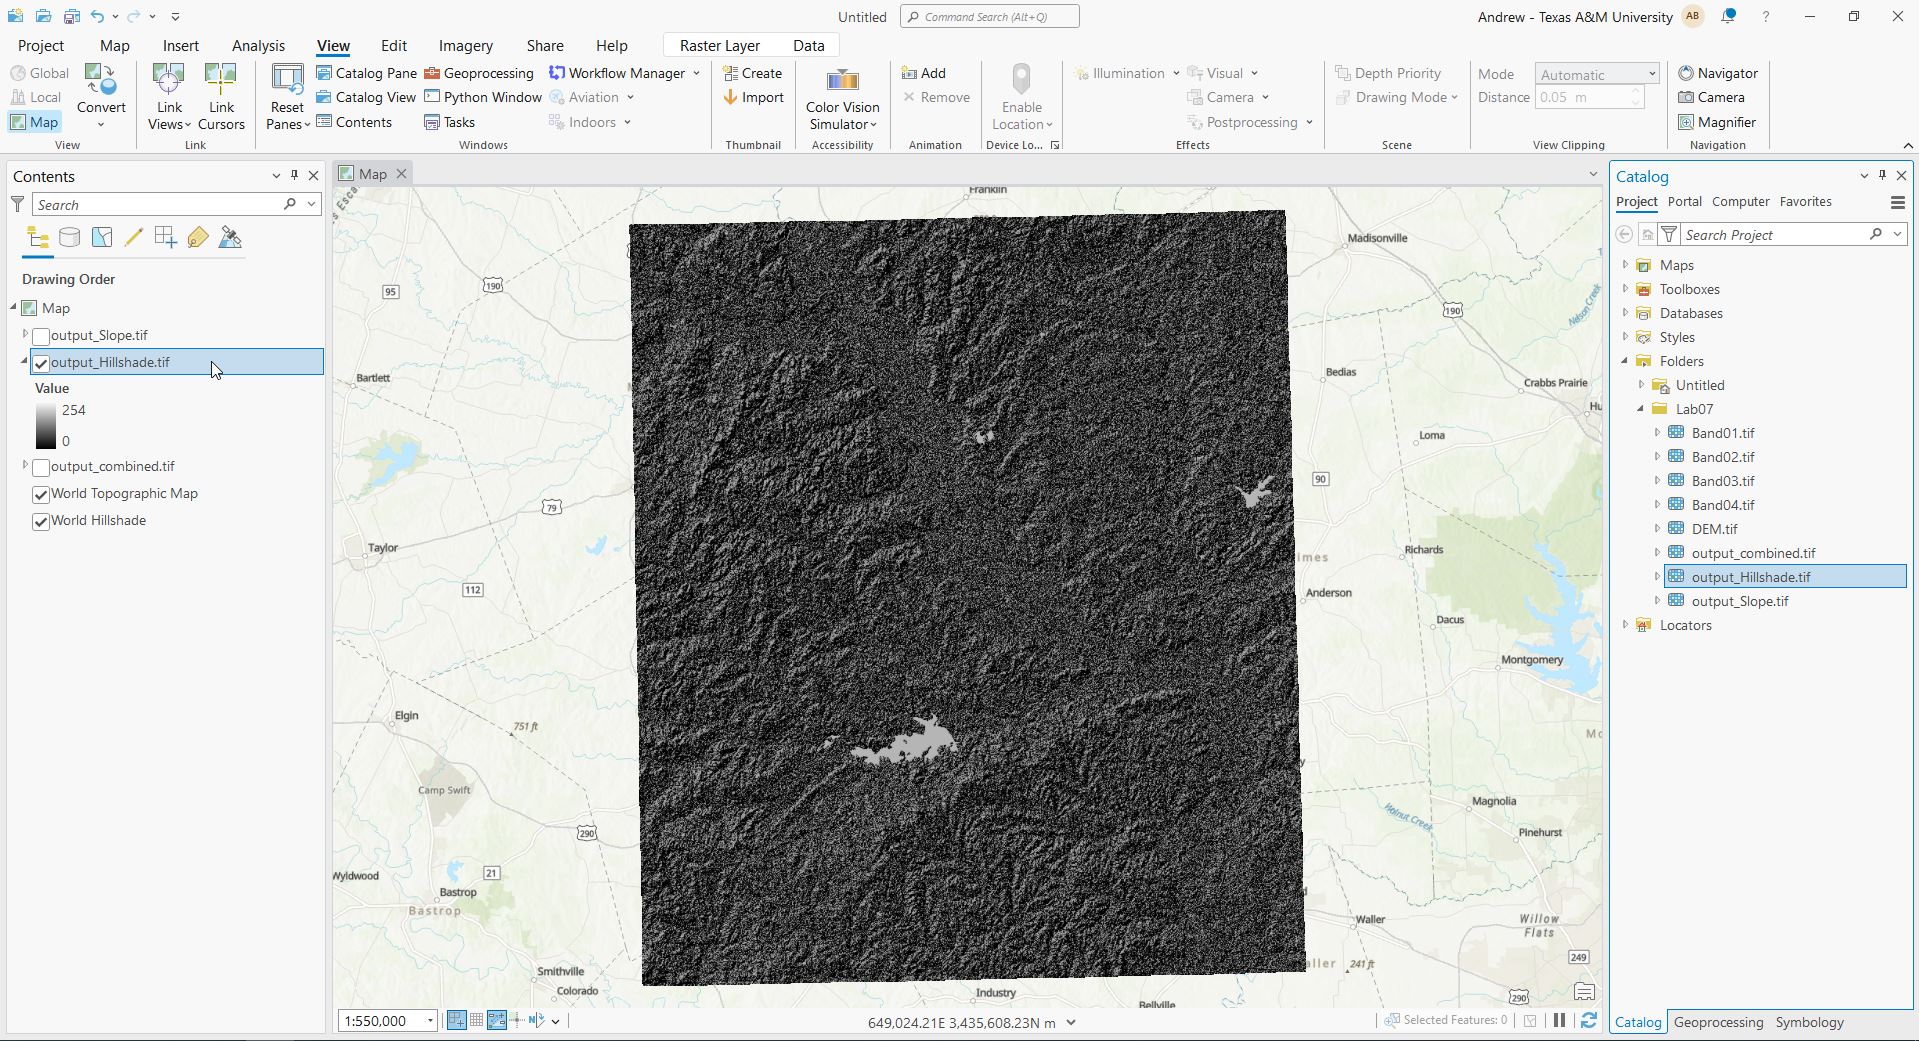 Untitled
Command Search (Alt+Q)
Andrew - Texas A&M University
AB
?
Project
Map
Insert
Analysis
View
Edit
Imagery
Share
Help
Raster Layer
Data
Global
Local
Map
Convert
View
Link Views
Link Cursors
Link
Reset Panes
Catalog Pane
Catalog View
Contents
Geoprocessing
Python Window
Tasks
Workflow Manager
Aviation
Indoors
Windows
Create
Import
Thumbnail
Color Vision Simulator
Accessibility
Add
Remove
Animation
Enable Location
Device Lo...
Illumination
Visual
Camera
Postprocessing
Effects
Depth Priority
Drawing Mode
Scene
Mode
Automatic
Distance
0.05 m
View Clipping
Navigator
Camera
Magnifier
Navigation
Contents
Search
Drawing Order
Map
output_Slope.tif
output_Hillshade.tif
Value
254
0
output_combined.tif
World Topographic Map
World Hillshade
Map
Franklin
Madisonville
190
95
190
Nelson Creek
Bartlett
Bedias
Crabbs Prairie
Hu
Loma
90
79
Taylor
Richards
imes
112
Anderson
Dacus
Montgomery
Elgin
751 ft
Camp Swift
Magnolia
Walnut Creek
Pinehurst
290
21
Wyldwood
Bastrop
Bastrop
Waller
Willow Flats
249
aller
241 ft
Smithville
Colorado
Industry
Bellville
290
1:550,000
649,024.21E 3,435,608.23N m
Selected Features: 0
Catalog
Project
Portal
Computer
Favorites
Search Project
Maps
Toolboxes
Databases
Styles
Folders
Untitled
Lab07
Band01.tif
Band02.tif
Band03.tif
Band04.tif
DEM.tif
output_combined.tif
output_Hillshade.tif
output_Slope.tif
Locators
Catalog
Geoprocessing
Symbology